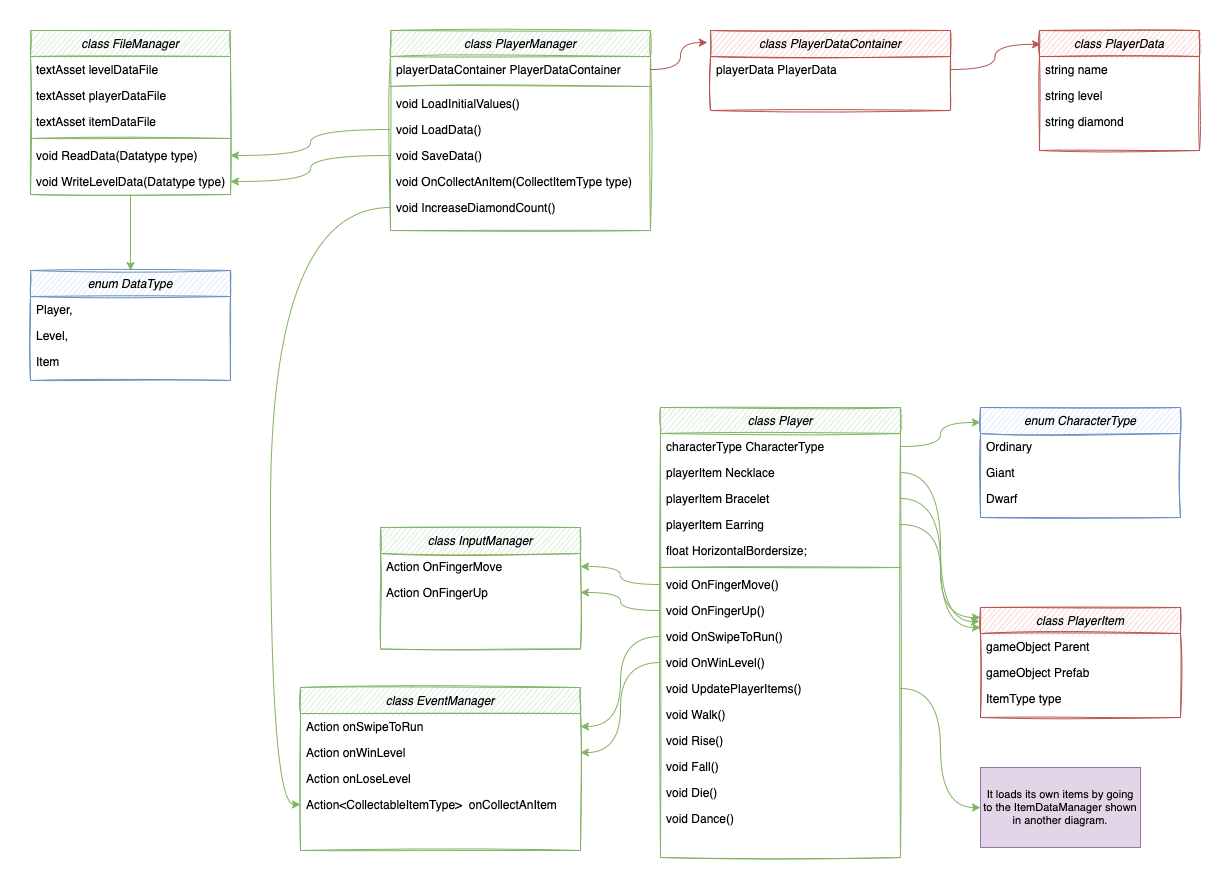 class FileManager
textAsset levelDataFile
textAsset playerDataFile
textAsset itemDataFile
void ReadData(Datatype type)
void WriteLevelData(Datatype type)
class PlayerManager
playerDataContainer PlayerDataContainer
void LoadInitialValues()
void LoadData()
void SaveData()
void OnCollectAnItem(CollectItemType type)
void IncreaseDiamondCount()
class PlayerDataContainer
playerData PlayerData
class PlayerData
string name
string level
string diamond
enum DataType
Player,
Level,
Item
class Player
characterType CharacterType
playerItem Necklace
playerItem Bracelet
playerItem Earring
float HorizontalBordersize;
void OnFingerMove()
void OnFingerUp()
void OnSwipeToRun()
void OnWinLevel()
void UpdatePlayerItems()
void Walk()
void Rise()
void Fall()
void Die()
void Dance()
enum CharacterType
Ordinary
Giant
Dwarf
class InputManager
Action OnFingerMove
Action OnFingerUp
class PlayerItem
gameObject Parent
gameObject Prefab
ItemType type
class EventManager
Action onSwipeToRun
Action onWinLevel
Action onLoseLevel
Action<CollectableItemType>  onCollectAnItem
It loads its own items by going
to the ItemDataManager shown
in another diagram.